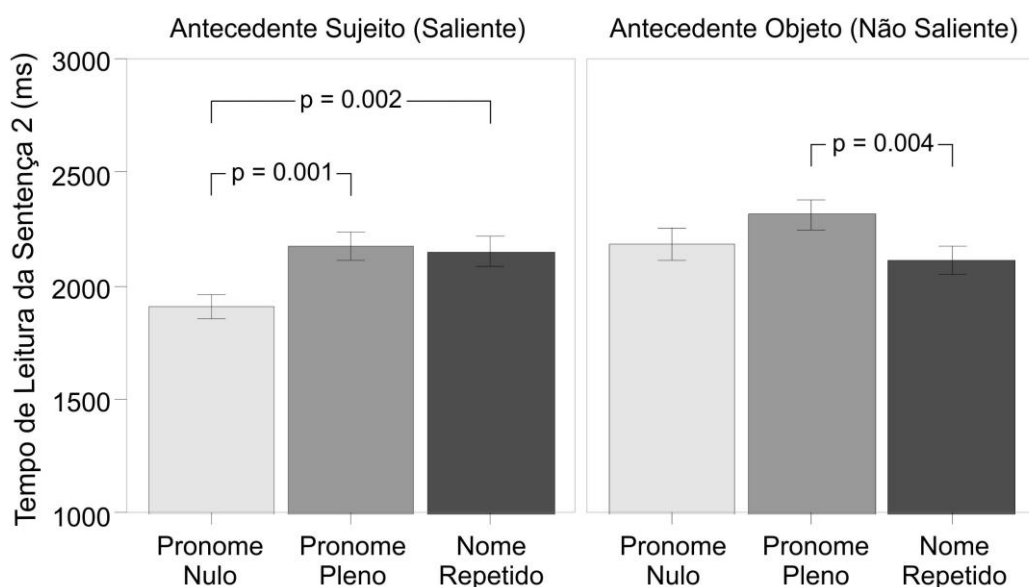 Antecedente Sujeito (Saliente)
Antecedente Objeto (Não Saliente)
Tempo de Leitura da Sentença 2 (ms)
3000
2500
2000
1500
1000
p = 0.002
p = 0.001
p = 0.004
Pronome
Nulo
Pronome
Pleno
Nome
Repetido
Pronome
Nulo
Pronome
Pleno
Nome
Repetido